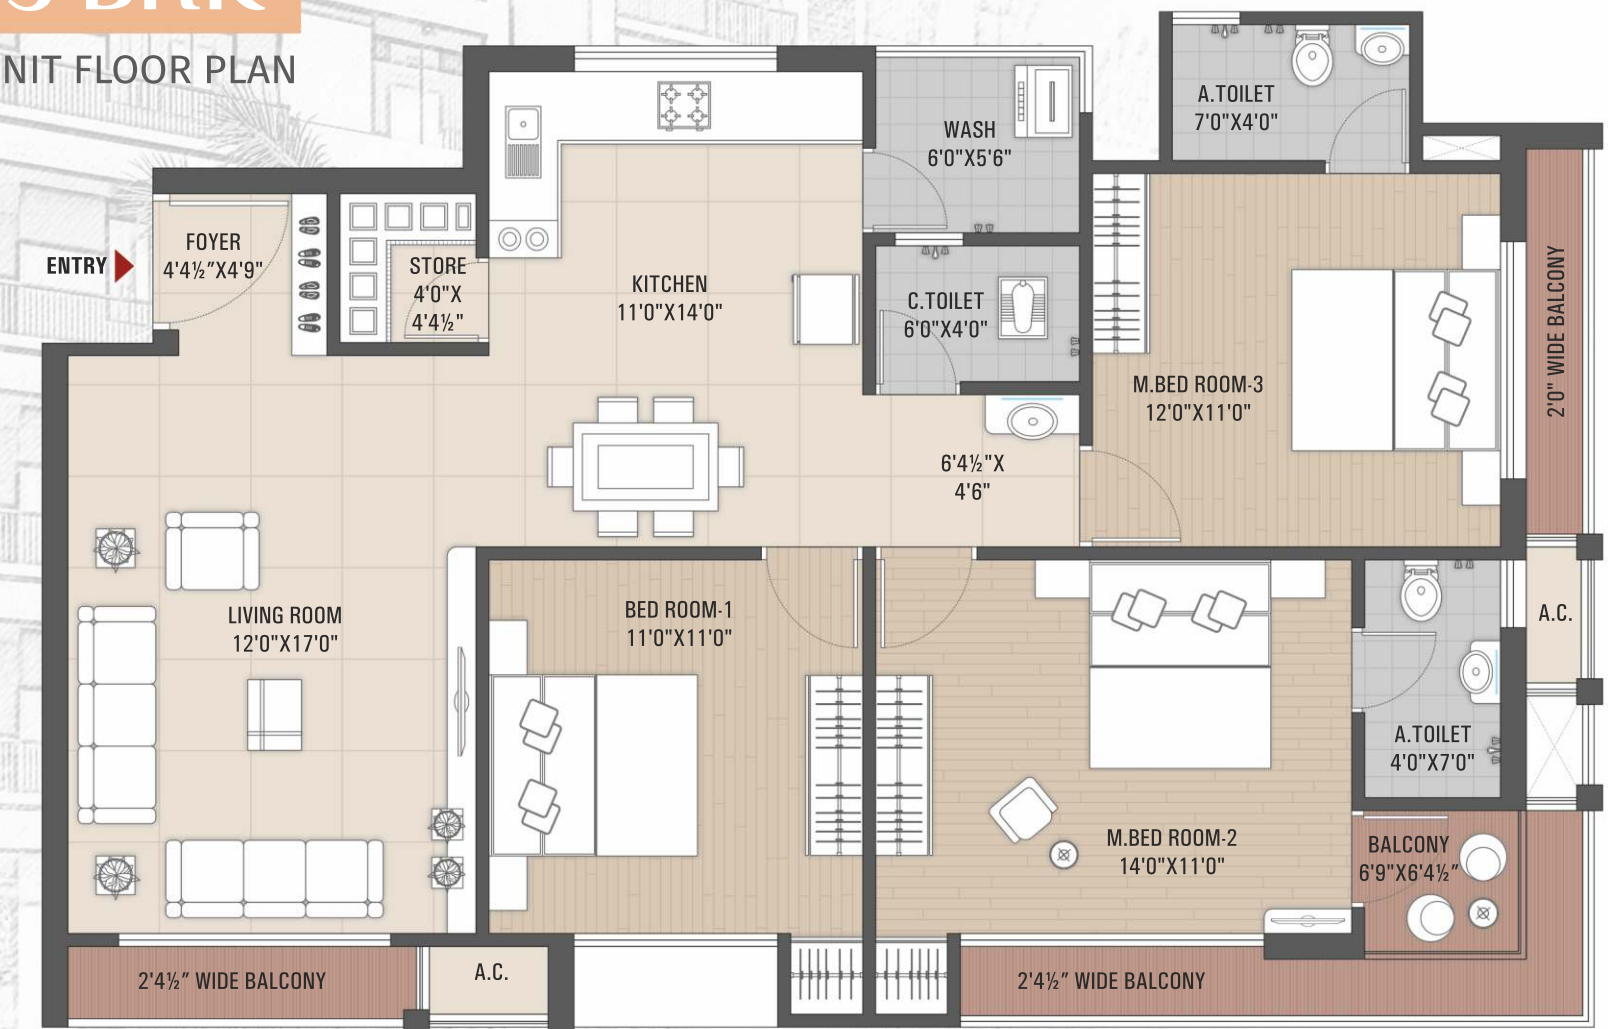 3 BHK
NIT FLOOR PLAN
A.TOILET
7'0"X4'0"
WASH
6'0"X5'6"
ENTRY
FOYER
4'4½"X4'9"
STORE
4'0"X
4'4½"
KITCHEN
11'0"X14'0"
C.TOILET
6'0"X4'0"
M.BED ROOM-3
12'0"X11'0"
2'0" WIDE BALCONY
6'4½"X
4'6"
LIVING ROOM
12'0"X17'0"
BED ROOM-1
11'0"X11'0"
A.C.
A.TOILET
4'0"X7'0"
M.BED ROOM-2
14'0"X11'0"
BALCONY
6'9"X6'4½"
2'4½" WIDE BALCONY
A.C.
2'4½" WIDE BALCONY